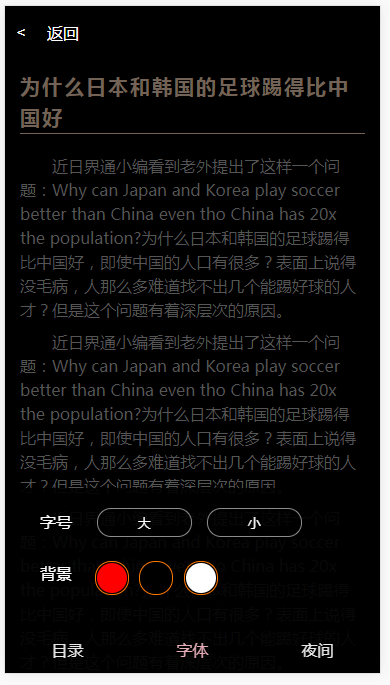 < 返回
为什么日本和韩国的足球踢得比中
国好
近日界通小编看到老外提出了这样一个问
题：Why can Japan and Korea play soccer
better than China even tho China has 20x
the population?为什么日本和韩国的足球踢得
比中国好，即使中国的人口有很多？表面上说得
没毛病，人那么多难道找不出几个能踢好球的人
才？但是这个问题有着深层次的原因。
近日界通小编看到老外提出了这样一个问
题：Why can Japan and Korea play soccer
better than China even tho China has 20x
the population?为什么日本和韩国的足球踢得
比中国好，即使中国的人口有很多？表面上说得
没毛病，人那么多难道找不出几个能踢好球的人
才？但是这个问题有着深层次的原因。
字号 大 小
背景
目录 字体 夜间